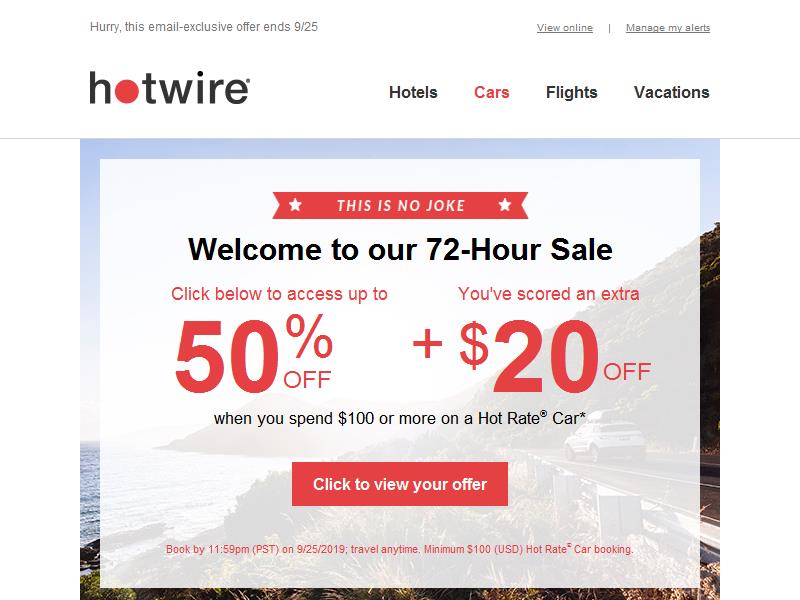 Hurry, this email-exclusive offer ends 9/25
View online | Manage my alerts
hotwire®
Hotels Cars Flights Vacations
THIS IS NO JOKE
Welcome to our 72-Hour Sale
Click below to access up to
50% OFF
+
You've scored an extra
$20 OFF
when you spend $100 or more on a Hot Rate® Car*
Click to view your offer
Book by 11:59pm (PST) on 9/25/2019; travel anytime. Minimum $100 (USD) Hot Rate® Car booking.